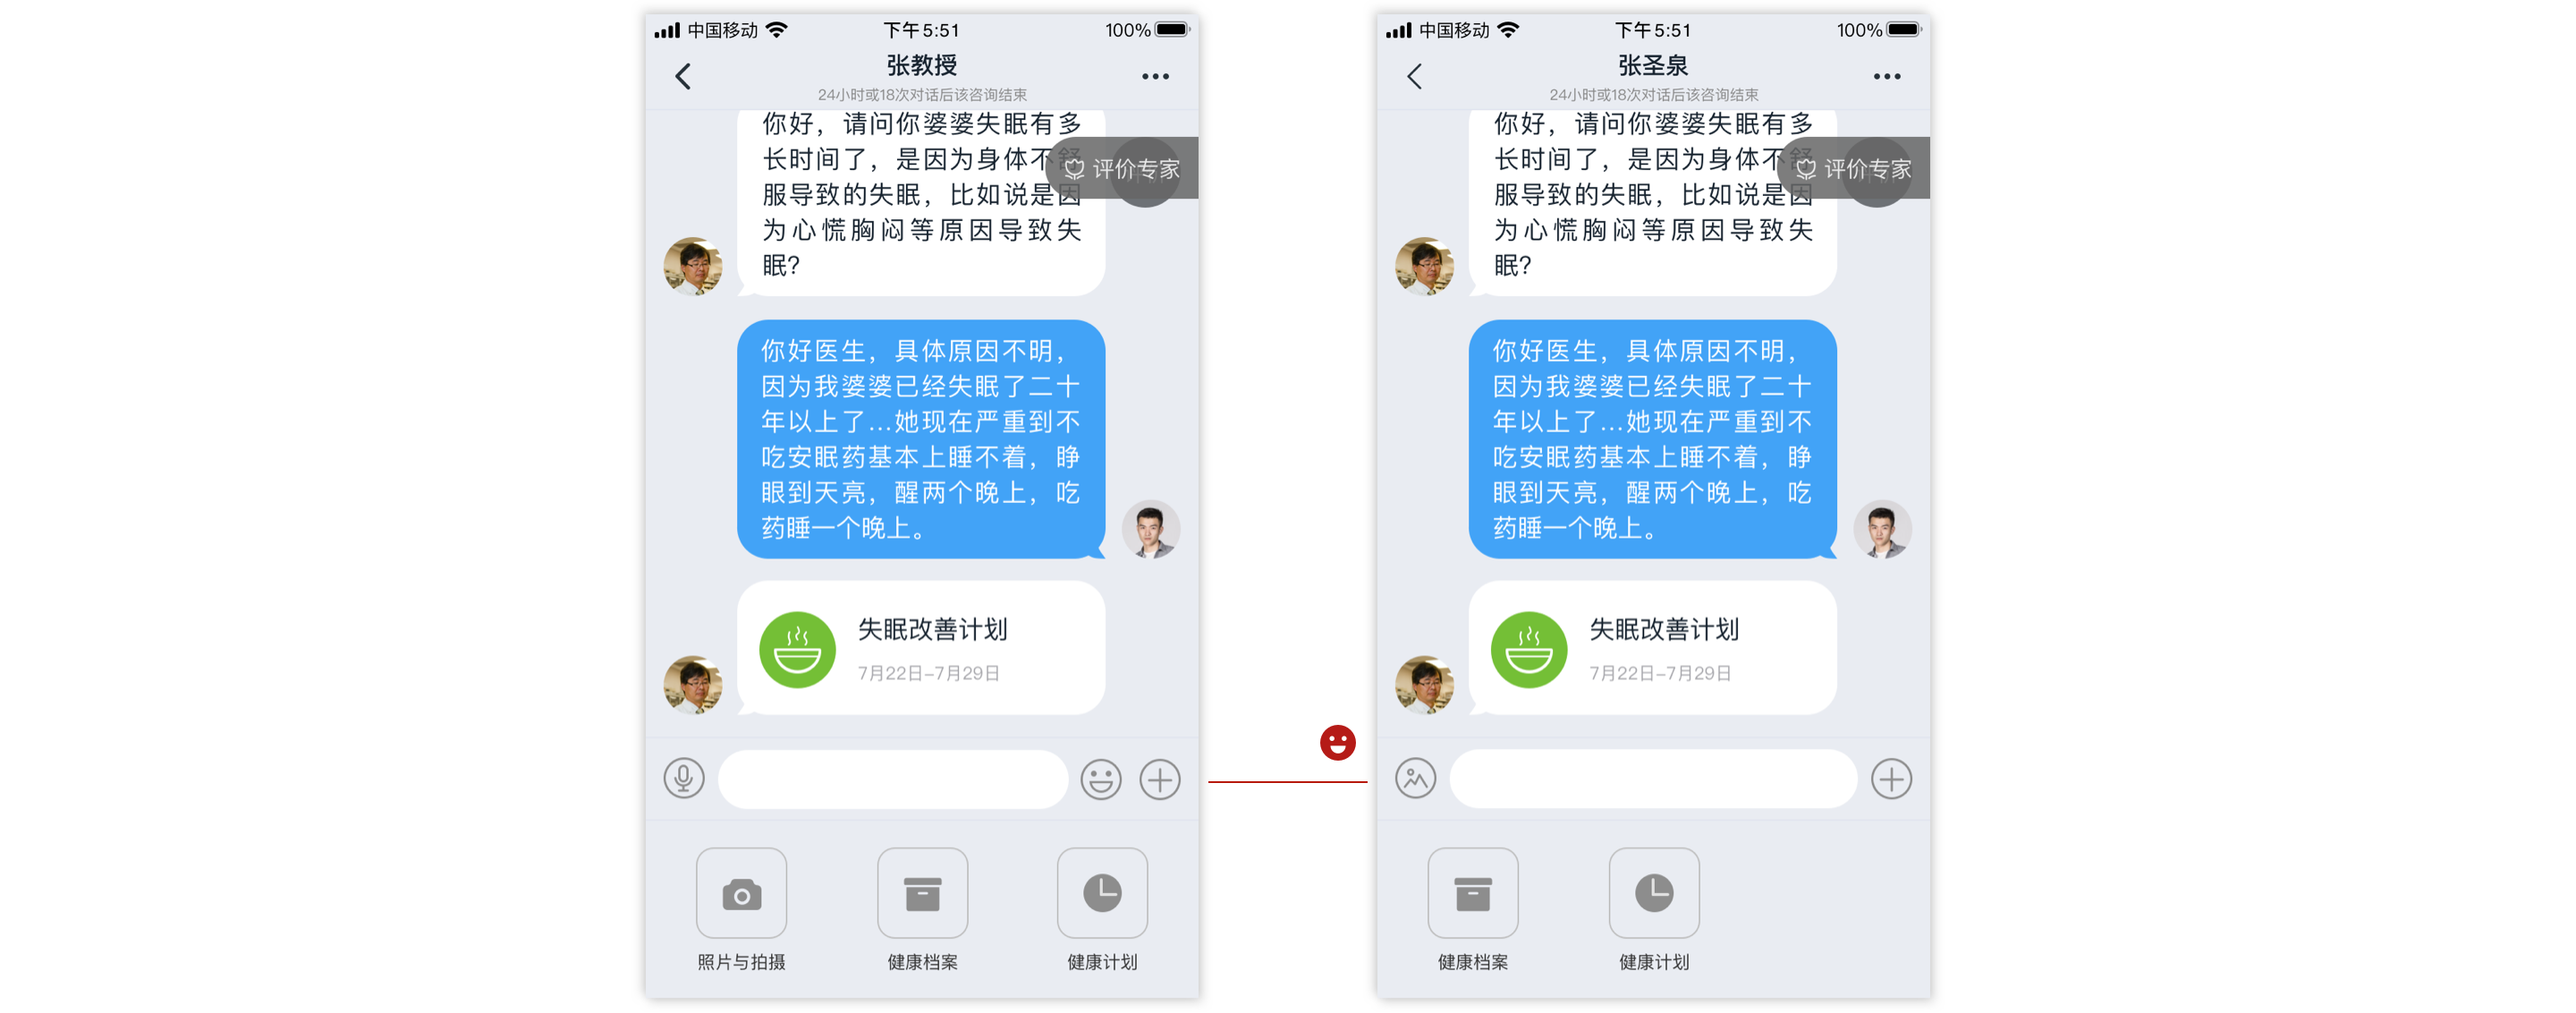 中国移动 下午5:51 100%
张教授
24小时或18次对话后该咨询结束
你好，请问你婆婆失眠有多
长时间了，是因为身体不舒
服导致的失眠，比如说是因
为心慌胸闷等原因导致失
眠?
评价专家
你好医生，具体原因不明，
因为我婆婆已经失眠了二十
年以上了...她现在严重到不
吃安眠药基本上睡不着，睁
眼到天亮，醒两个晚上，吃
药睡一个晚上。
失眠改善计划
7月22日-7月29日
照片与拍摄
健康档案
健康计划
中国移动 下午5:51 100%
张圣泉
24小时或18次对话后该咨询结束
你好，请问你婆婆失眠有多
长时间了，是因为身体不舒
服导致的失眠，比如说是因
为心慌胸闷等原因导致失
眠?
评价专家
你好医生，具体原因不明，
因为我婆婆已经失眠了二十
年以上了...她现在严重到不
吃安眠药基本上睡不着，睁
眼到天亮，醒两个晚上，吃
药睡一个晚上。
失眠改善计划
7月22日-7月29日
健康档案
健康计划